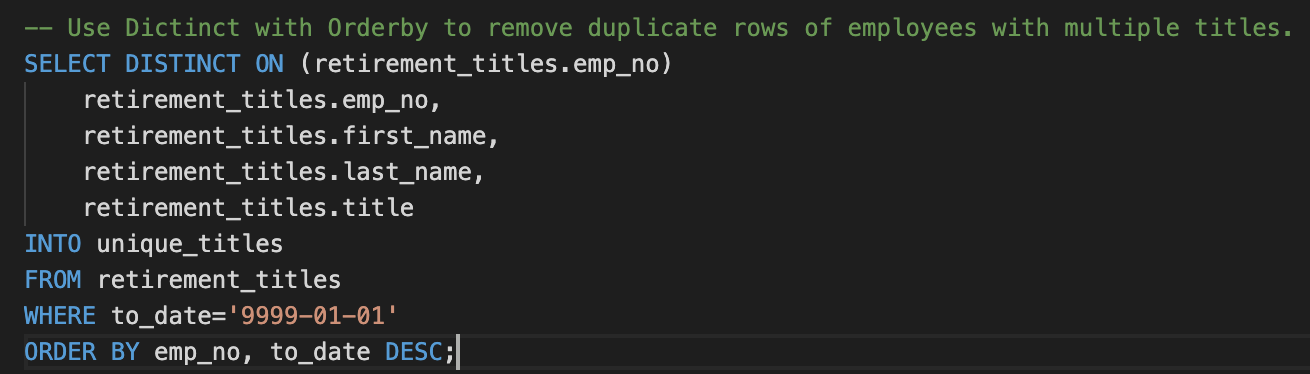 -- Use Dictinct with Orderby to remove duplicate rows of employees with multiple titles.
SELECT DISTINCT ON (retirement_titles.emp_no)
    retirement_titles.emp_no,
    retirement_titles.first_name,
    retirement_titles.last_name,
    retirement_titles.title
INTO unique_titles
FROM retirement_titles
WHERE to_date='9999-01-01'
ORDER BY emp_no, to_date DESC;